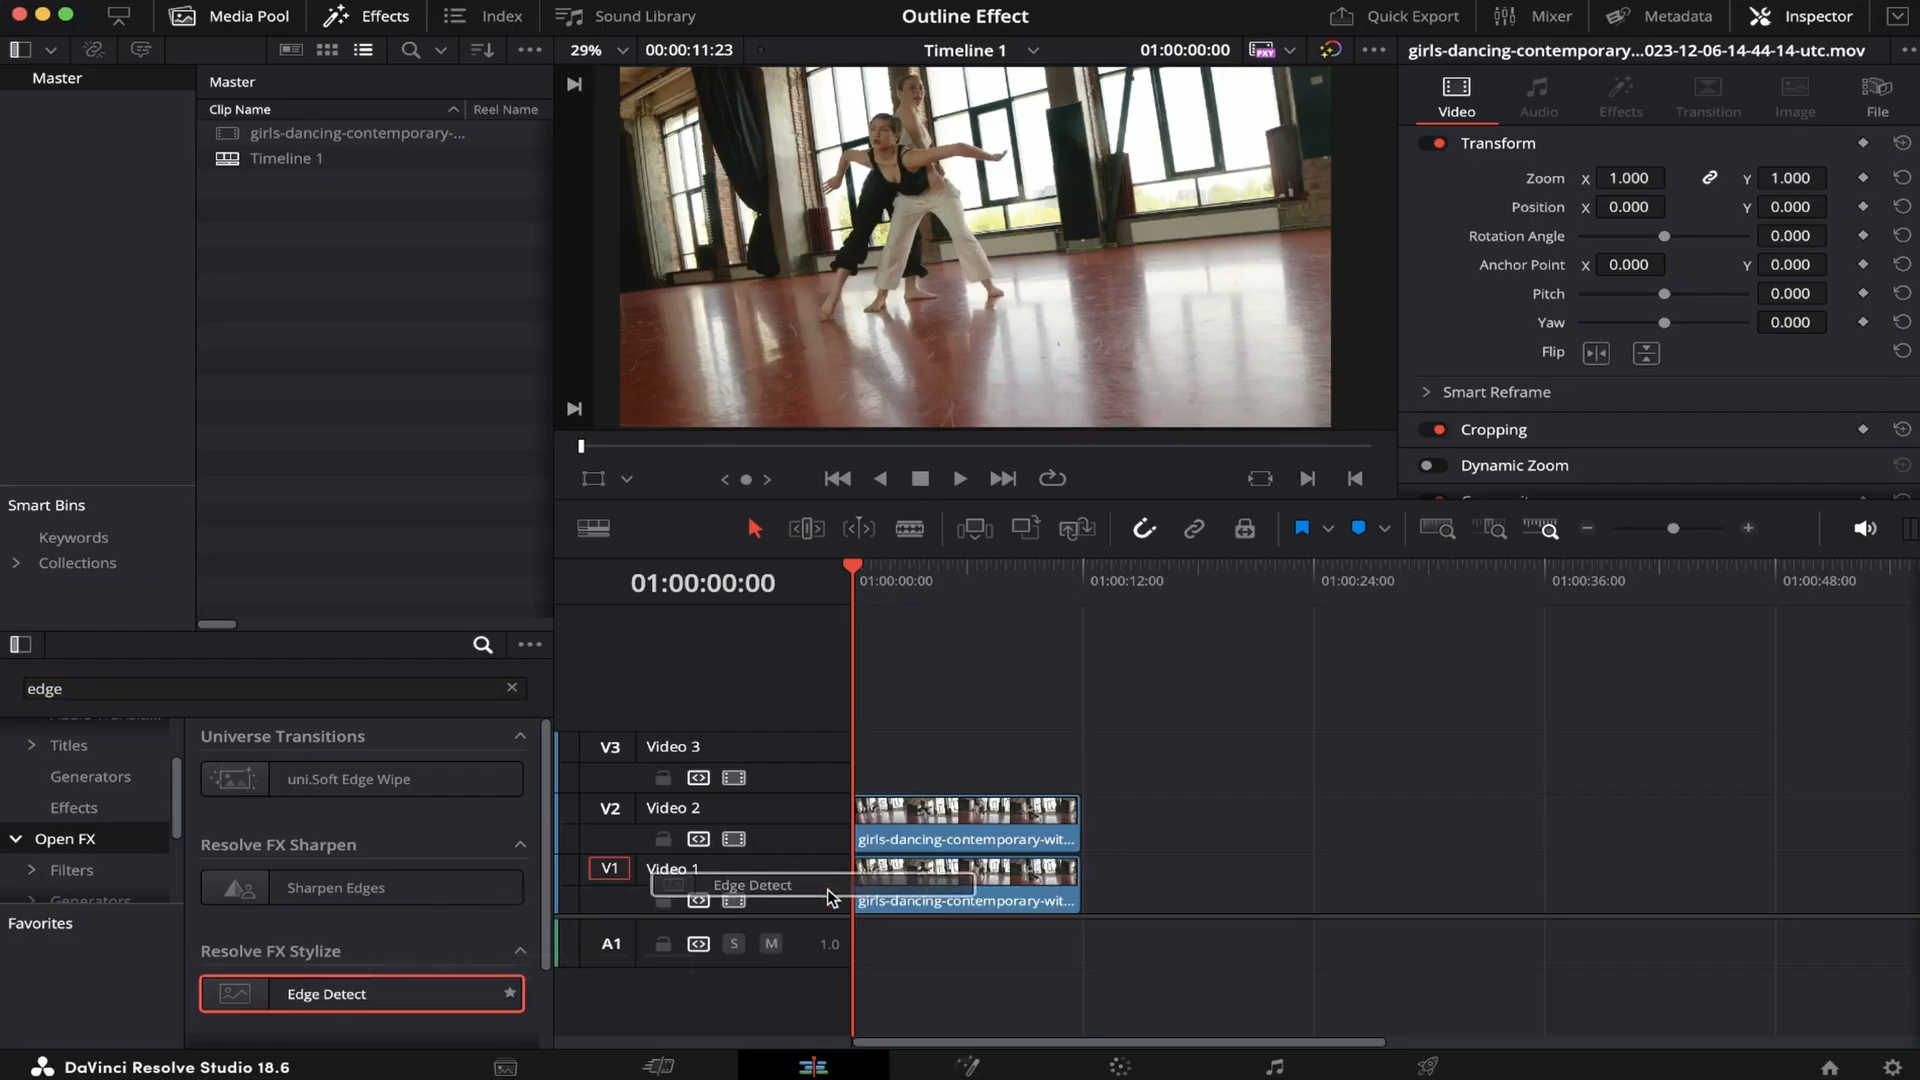 Media Pool
Effects
Index
Sound Library
Outline Effect
Quick Export
Mixer
Metadata
Inspector
29%
00:00:11:23
Timeline 1
01:00:00:00
PXY
girls-dancing-contemporary...023-12-06-14-44-14-utc.mov
Master
Master
Clip Name
Reel Name
girls-dancing-contemporary-...
Timeline 1
Smart Bins
Keywords
Collections
Video
Audio
Effects
Transition
Image
File
Transform
Zoom X 1.000 Y 1.000
Position X 0.000 Y 0.000
Rotation Angle 0.000
Anchor Point X 0.000 Y 0.000
Pitch 0.000
Yaw 0.000
Flip
Smart Reframe
Cropping
Dynamic Zoom
01:00:00:00
01:00:00:00
01:00:12:00
01:00:24:00
01:00:36:00
01:00:48:00
edge
Titles
Generators
Effects
Open FX
Filters
Generators
Favorites
Universe Transitions
uni.Soft Edge Wipe
Resolve FX Sharpen
Sharpen Edges
Resolve FX Stylize
Edge Detect
V3 Video 3
V2 Video 2
girls-dancing-contemporary-wit...
V1 Video 1
Edge Detect
girls-dancing-contemporary-wit...
A1 S M 1.0
DaVinci Resolve Studio 18.6